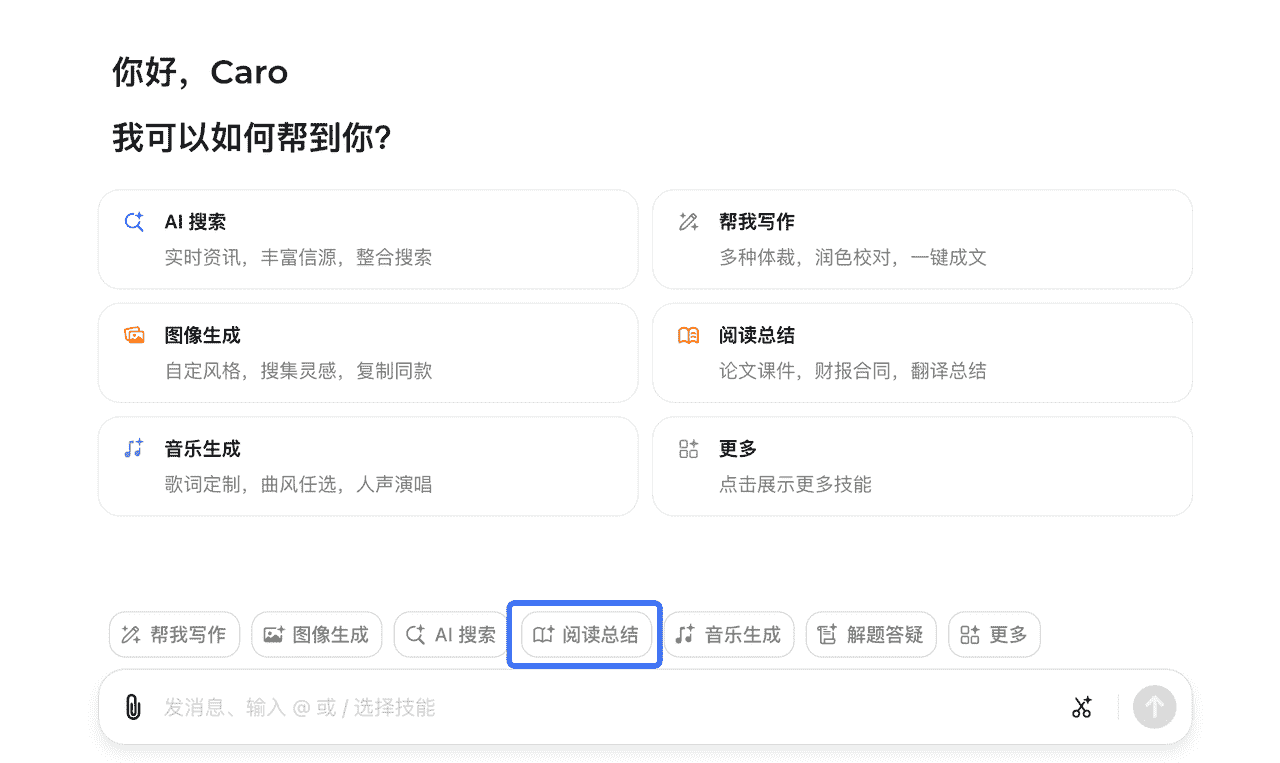 你好，Caro
我可以如何帮到你?
AI 搜索
实时资讯，丰富信源，整合搜索
帮我写作
多种体裁，润色校对，一键成文
图像生成
自定风格，搜集灵感，复制同款
阅读总结
论文课件，财报合同，翻译总结
音乐生成
歌词定制，曲风任选，人声演唱
更多
点击展示更多技能
帮我写作 图像生成 AI 搜索 阅读总结 音乐生成 解题答疑 更多
发消息、输入 @ 或 / 选择技能